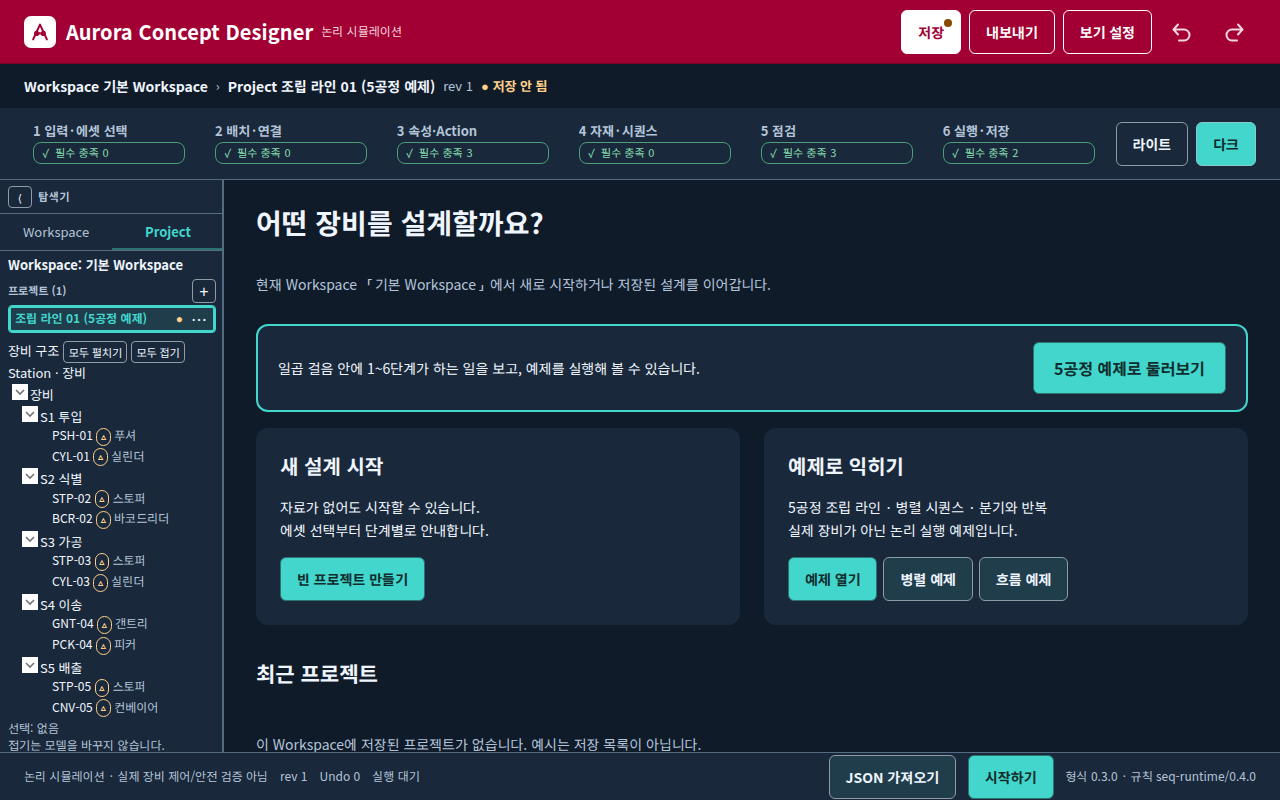 Aurora Concept Designer 논리 시뮬레이션
저장 내보내기 보기 설정
Workspace 기본 Workspace › Project 조립 라인 01 (5공정 예제) rev 1 ● 저장 안 됨
1 입력·에셋 선택
✓ 필수 충족 0
2 배치·연결
✓ 필수 충족 0
3 속성·Action
✓ 필수 충족 3
4 자재·시퀀스
✓ 필수 충족 0
5 점검
✓ 필수 충족 3
6 실행·저장
✓ 필수 충족 2
라이트 다크
⟨ 탐색기
Workspace Project
Workspace: 기본 Workspace
프로젝트 (1) +
조립 라인 01 (5공정 예제) ● ···
장비 구조 모두 펼치기 모두 접기
Station · 장비
장비
S1 투입
PSH-01 푸셔
CYL-01 실린더
S2 식별
STP-02 스토퍼
BCR-02 바코드리더
S3 가공
STP-03 스토퍼
CYL-03 실린더
S4 이송
GNT-04 갠트리
PCK-04 피커
S5 배출
STP-05 스토퍼
CNV-05 컨베이어
선택: 없음
접기는 모델을 바꾸지 않습니다.
어떤 장비를 설계할까요?
현재 Workspace 「기본 Workspace」에서 새로 시작하거나 저장된 설계를 이어갑니다.
일곱 걸음 안에 1~6단계가 하는 일을 보고, 예제를 실행해 볼 수 있습니다.
5공정 예제로 둘러보기
새 설계 시작
자료가 없어도 시작할 수 있습니다.
에셋 선택부터 단계별로 안내합니다.
빈 프로젝트 만들기
예제로 익히기
5공정 조립 라인 · 병렬 시퀀스 · 분기와 반복
실제 장비가 아닌 논리 실행 예제입니다.
예제 열기 병렬 예제 흐름 예제
최근 프로젝트
이 Workspace에 저장된 프로젝트가 없습니다. 예시는 저장 목록이 아닙니다.
논리 시뮬레이션 · 실제 장비 제어/안전 검증 아님 rev 1 Undo 0 실행 대기
JSON 가져오기 시작하기 형식 0.3.0 · 규칙 seq-runtime/0.4.0